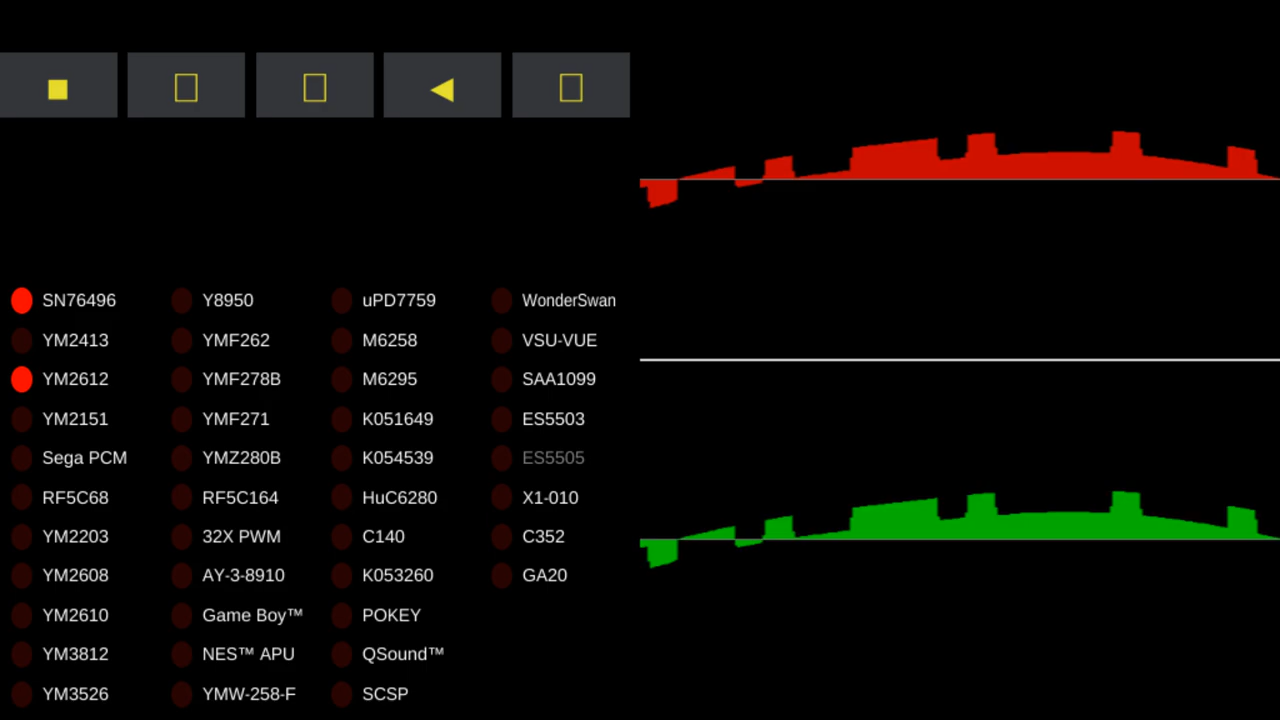 SN76496 Y8950 uPD7759 WonderSwan
YM2413 YMF262 M6258 VSU-VUE
YM2612 YMF278B M6295 SAA1099
YM2151 YMF271 K051649 ES5503
Sega PCM YMZ280B K054539 ES5505
RF5C68 RF5C164 HuC6280 X1-010
YM2203 32X PWM C140 C352
YM2608 AY-3-8910 K053260 GA20
YM2610 Game Boy™ POKEY
YM3812 NES™ APU QSound™
YM3526 YMW-258-F SCSP